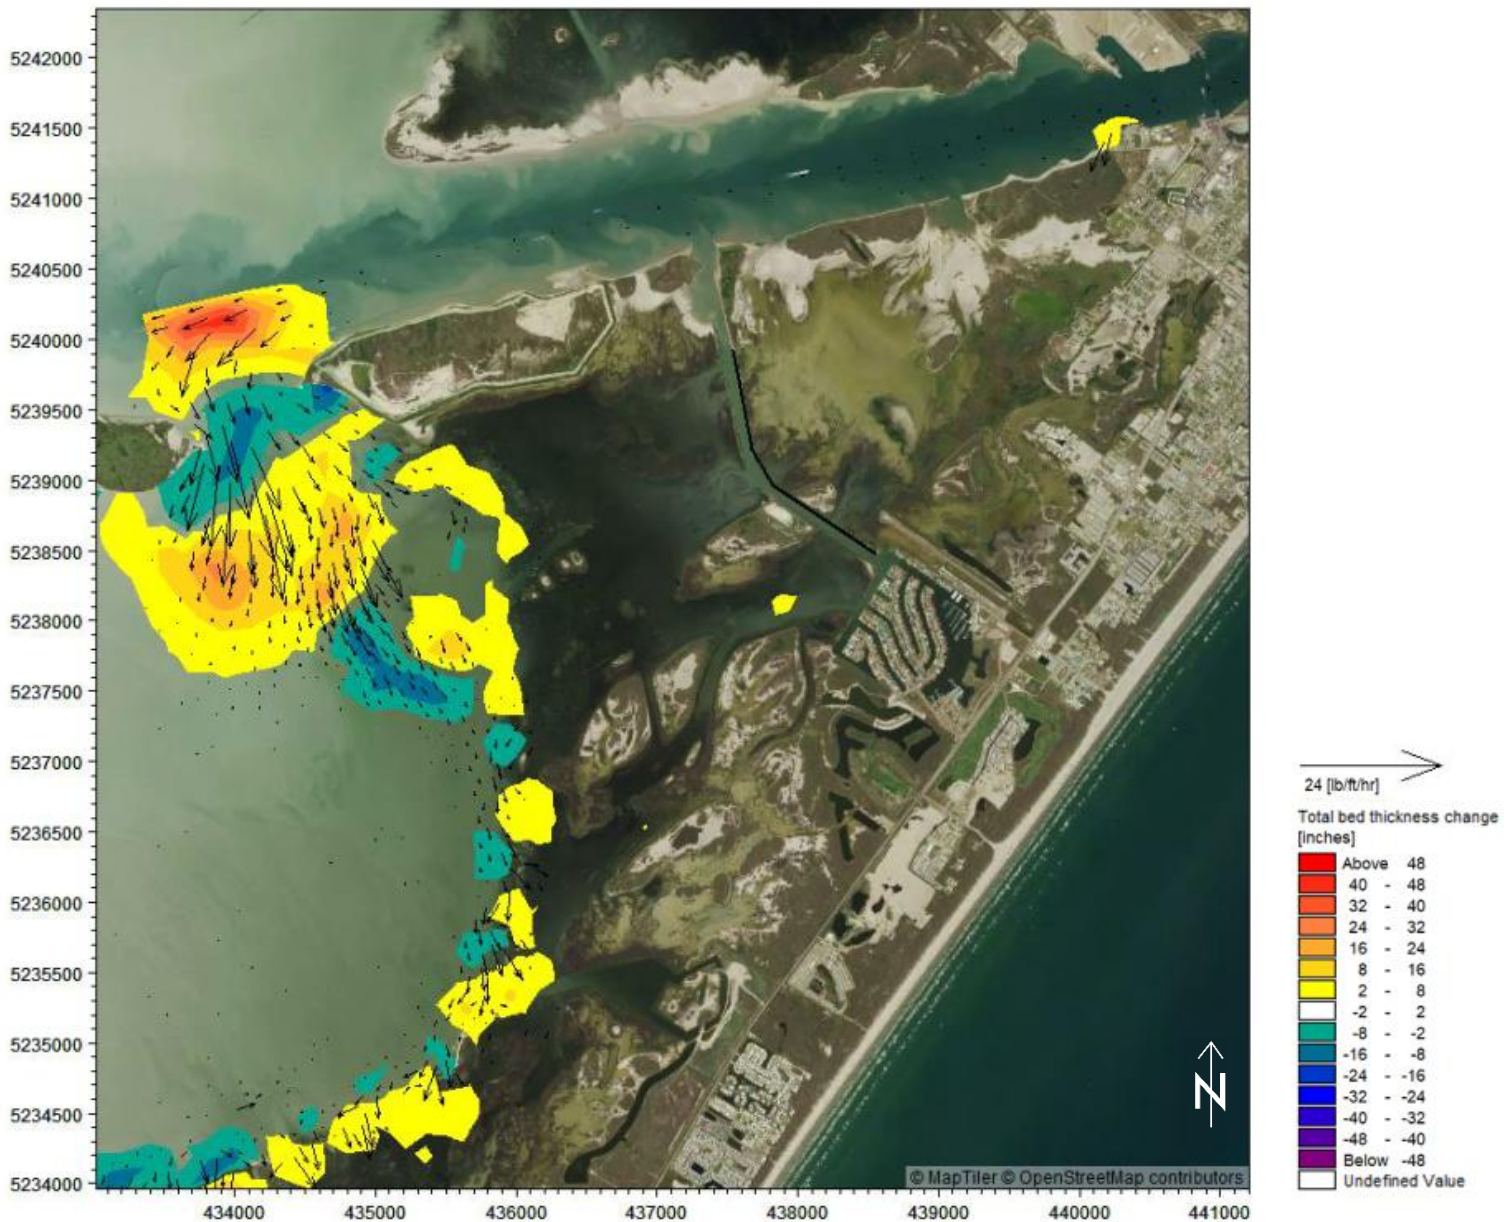 5242000
5241500
5241000
5240500
5240000
5239500
5239000
5238500
5238000
5237500
5237000
5236500
5236000
5235500
5235000
5234500
5234000
434000 435000 436000 437000 438000 439000 440000 441000
N
© MapTiler © OpenStreetMap contributors
24 [lb/ft/hr]
Total bed thickness change
[inches]
Above 48
40 - 48
32 - 40
24 - 32
16 - 24
8 - 16
2 - 8
-2 - 2
-8 - -2
-16 - -8
-24 - -16
-32 - -24
-40 - -32
-48 - -40
Below -48
Undefined Value